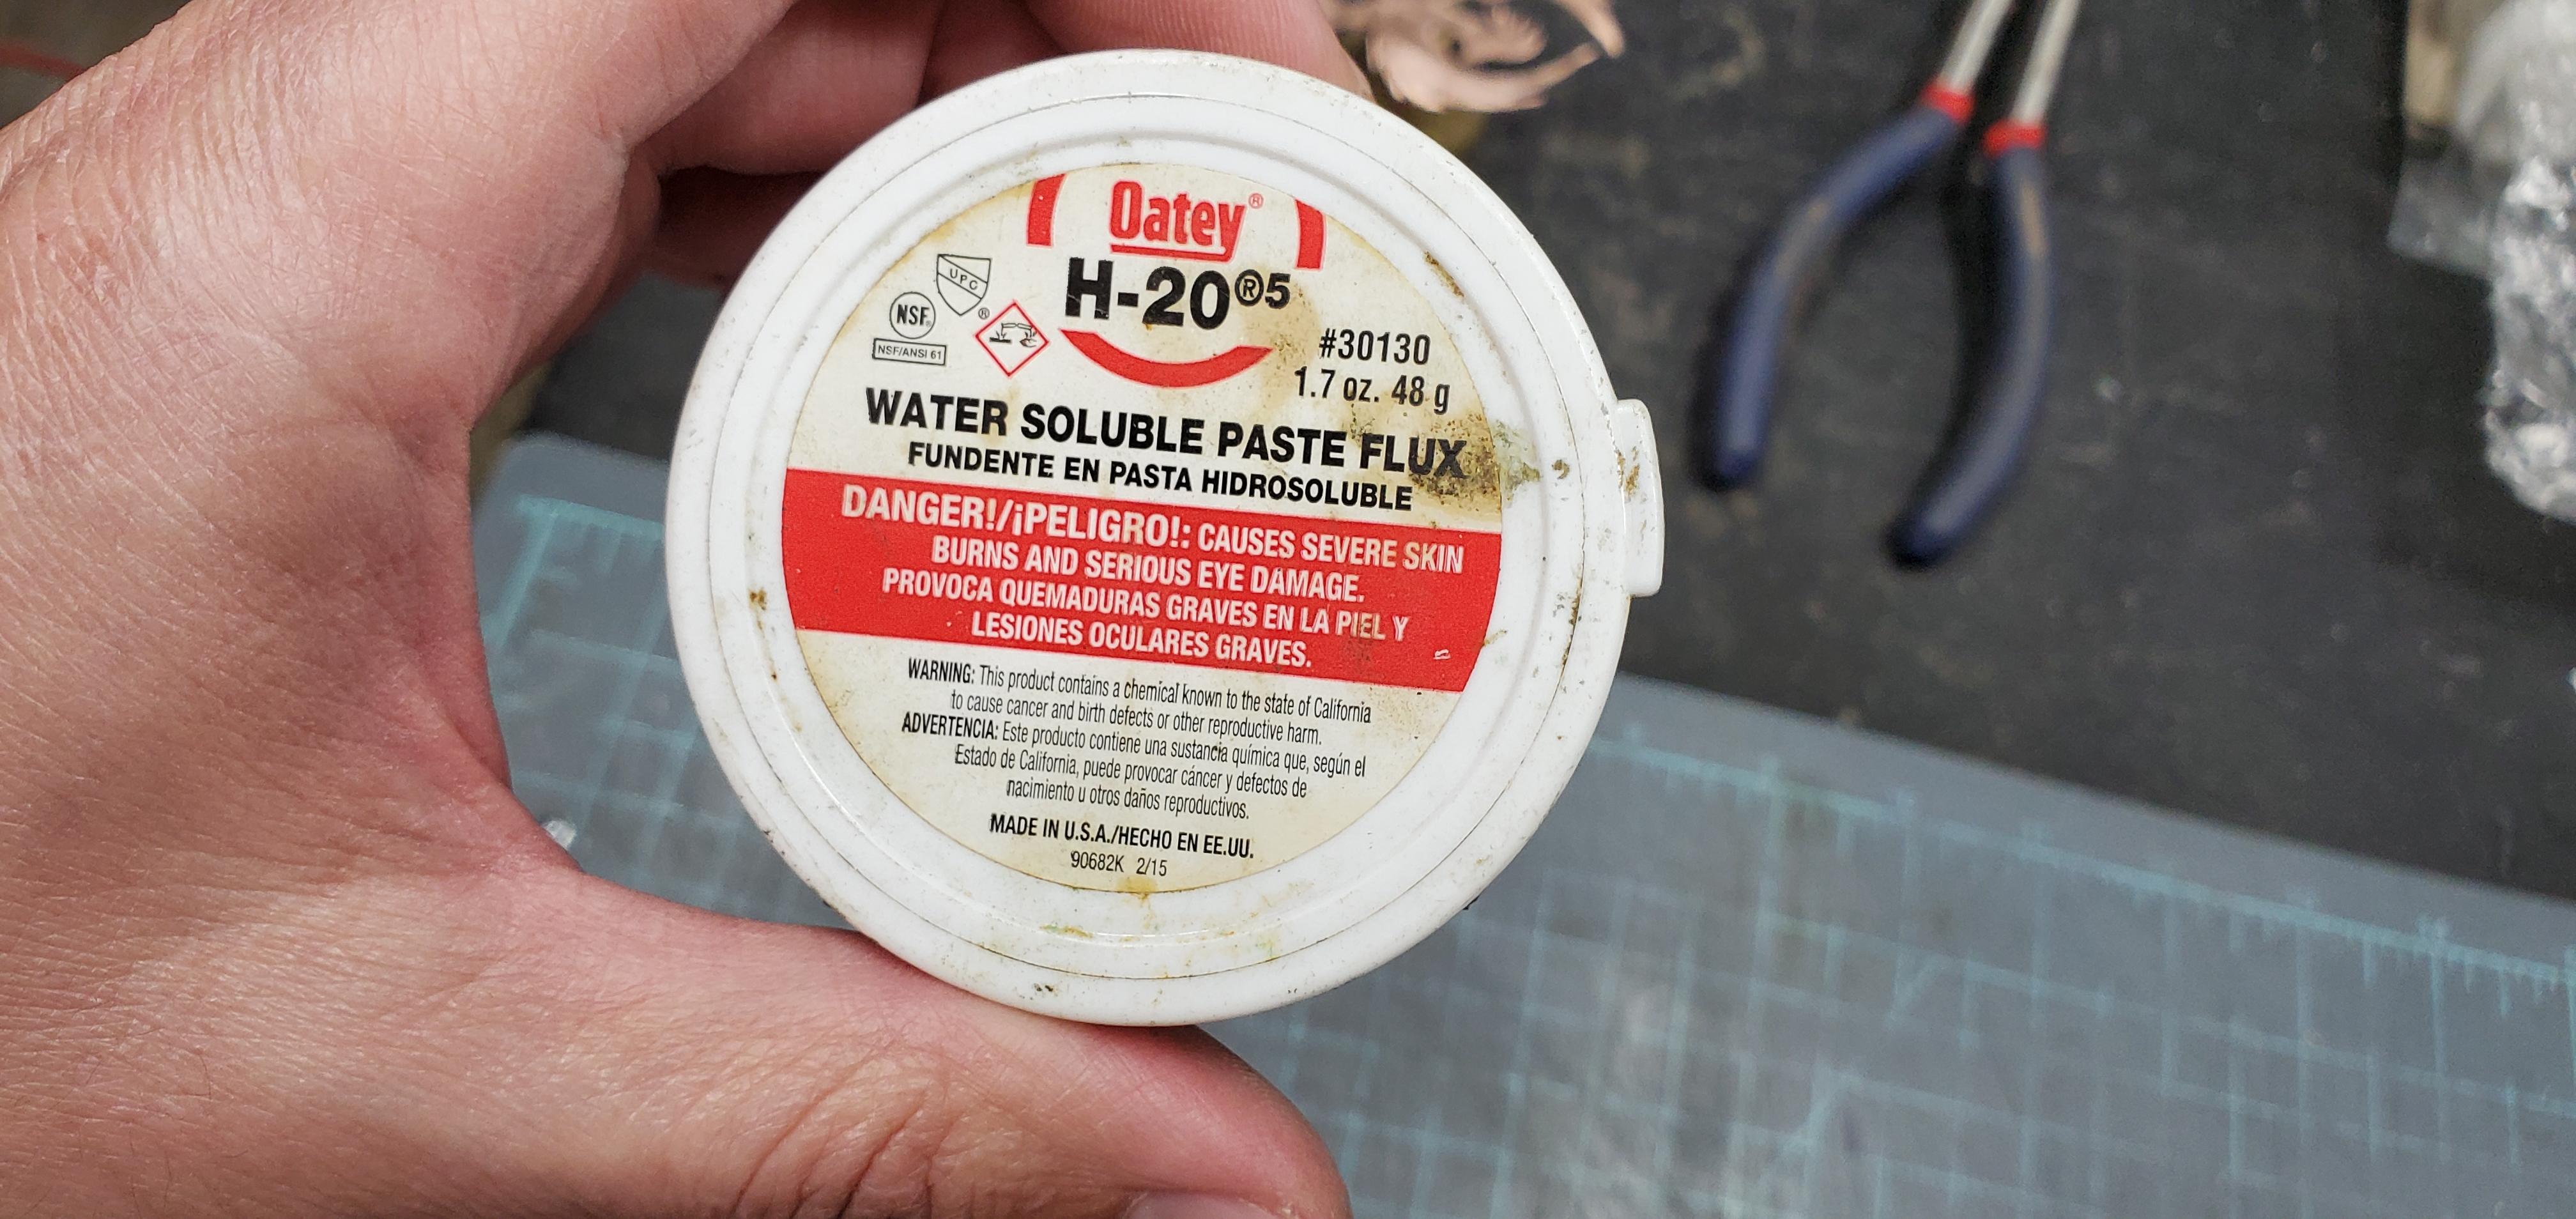 Oatey®
H-20®5
UPC
®
NSF®
NSF/ANSI 61
#30130
1.7 oz. 48 g
WATER SOLUBLE PASTE FLUX
FUNDENTE EN PASTA HIDROSOLUBLE
DANGER!/¡PELIGRO!: CAUSES SEVERE SKIN
BURNS AND SERIOUS EYE DAMAGE.
PROVOCA QUEMADURAS GRAVES EN LA PIEL Y
LESIONES OCULARES GRAVES.
WARNING: This product contains a chemical known to the state of California
to cause cancer and birth defects or other reproductive harm.
ADVERTENCIA: Este producto contiene una sustancia química que, según el
Estado de California, puede provocar cáncer y defectos de
nacimiento u otros daños reproductivos.
MADE IN U.S.A./HECHO EN EE.UU.
90682K 2/15